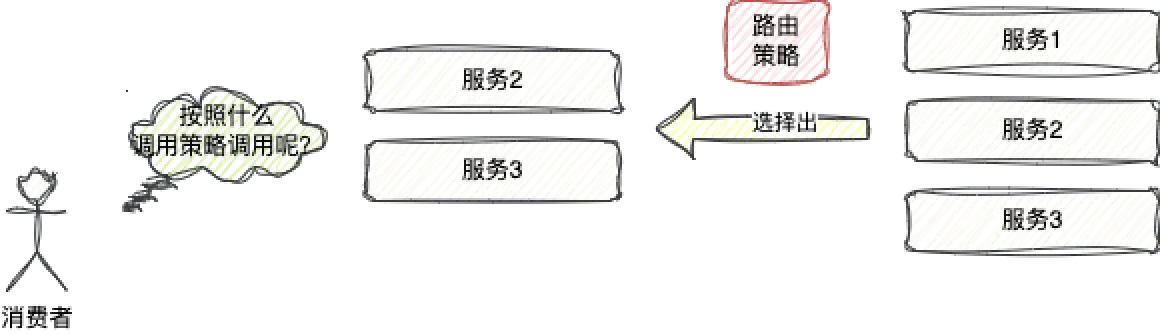 按照什么
调用策略调用呢?
消费者
服务2
服务3
路由
策略
选择出
服务1
服务2
服务3